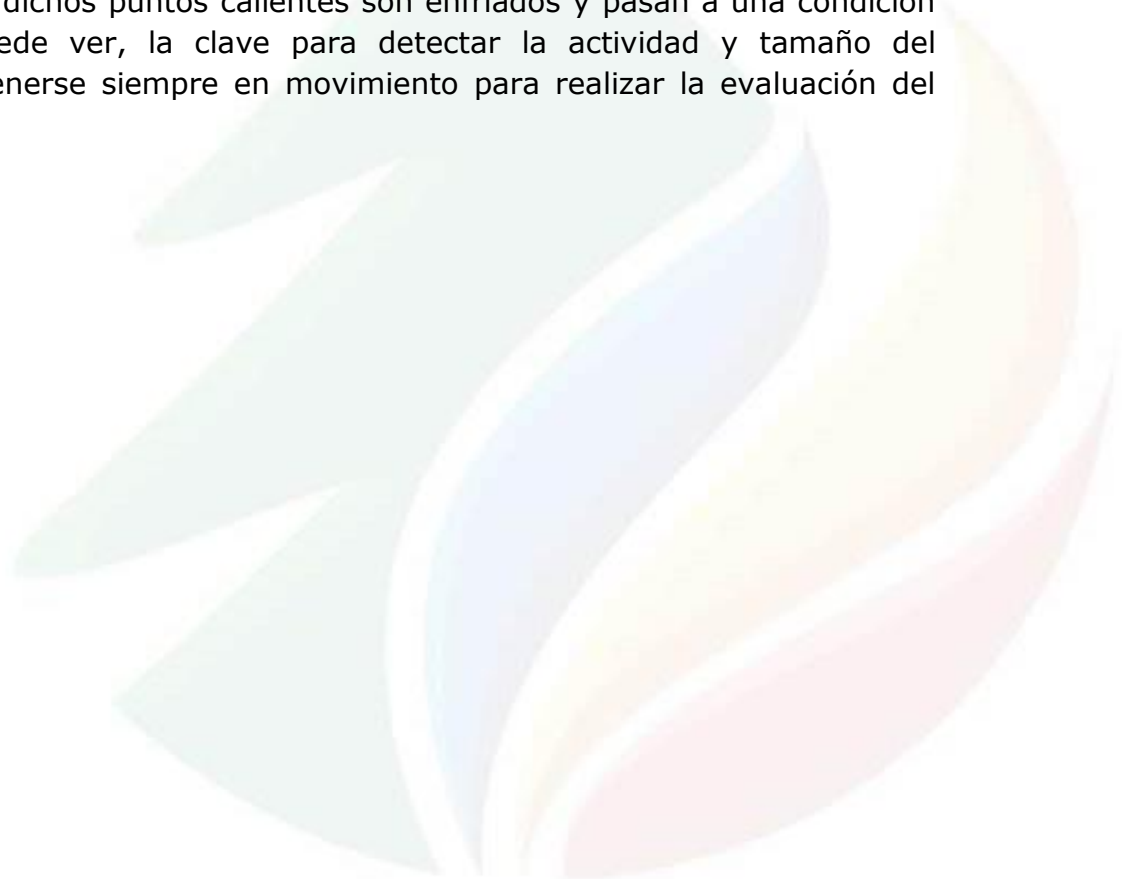 dichos puntos calientes son enfriados y pasan a una condición
ede ver, la clave para detectar la actividad y tamaño del
enerse siempre en movimiento para realizar la evaluación del